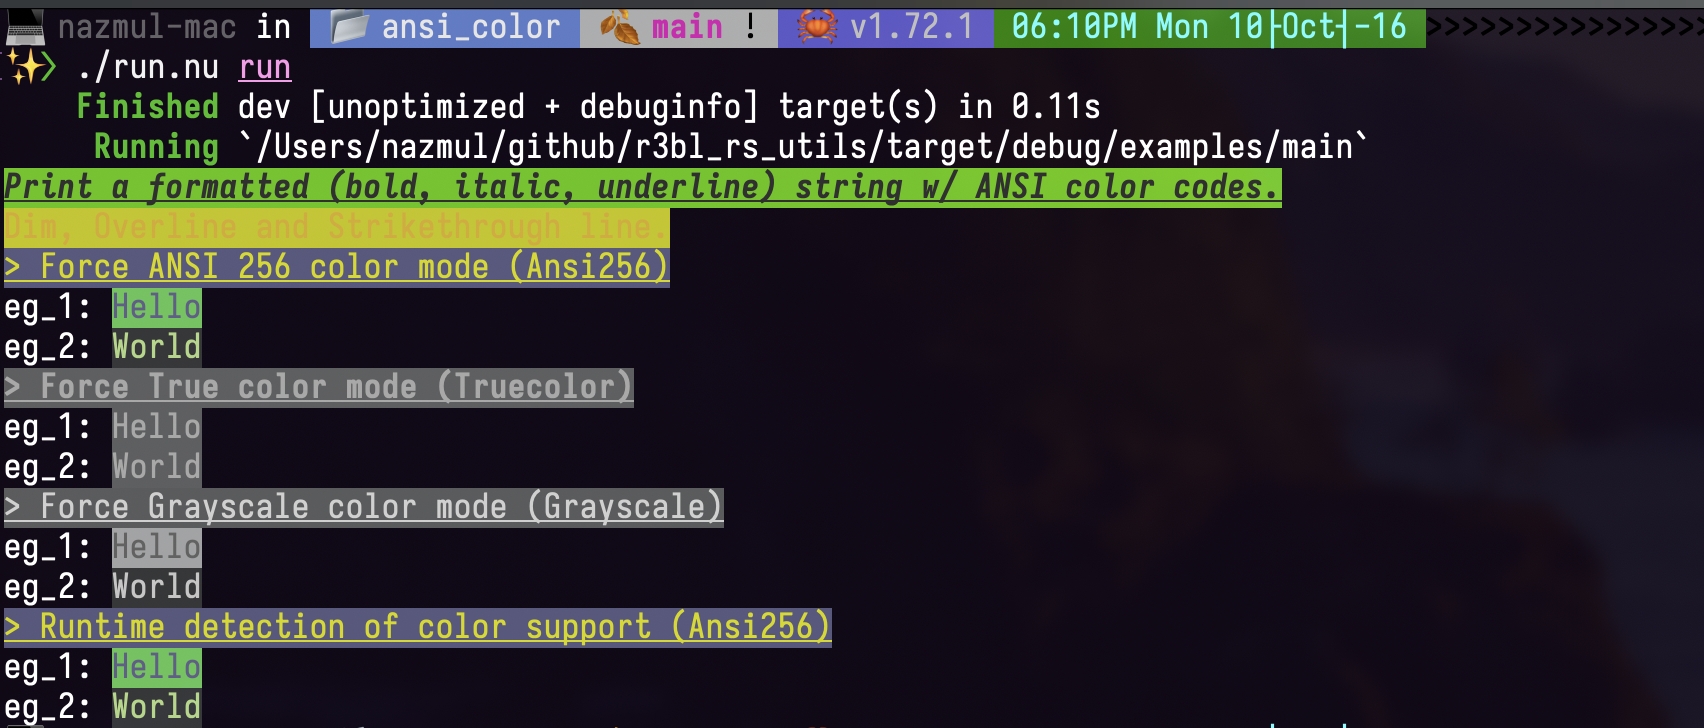 nazmul-mac in ansi_color main ! v1.72.1 06:10PM Mon 10-Oct-16 >>>>>>>>>>>>>>>>
> ./run.nu run
Finished dev [unoptimized + debuginfo] target(s) in 0.11s
Running `/Users/nazmul/github/r3bl_rs_utils/target/debug/examples/main`
Print a formatted (bold, italic, underline) string w/ ANSI color codes.
Dim, Overline and Strikethrough line.
> Force ANSI 256 color mode (Ansi256)
eg_1: Hello
eg_2: World
> Force True color mode (Truecolor)
eg_1: Hello
eg_2: World
> Force Grayscale color mode (Grayscale)
eg_1: Hello
eg_2: World
> Runtime detection of color support (Ansi256)
eg_1: Hello
eg_2: World